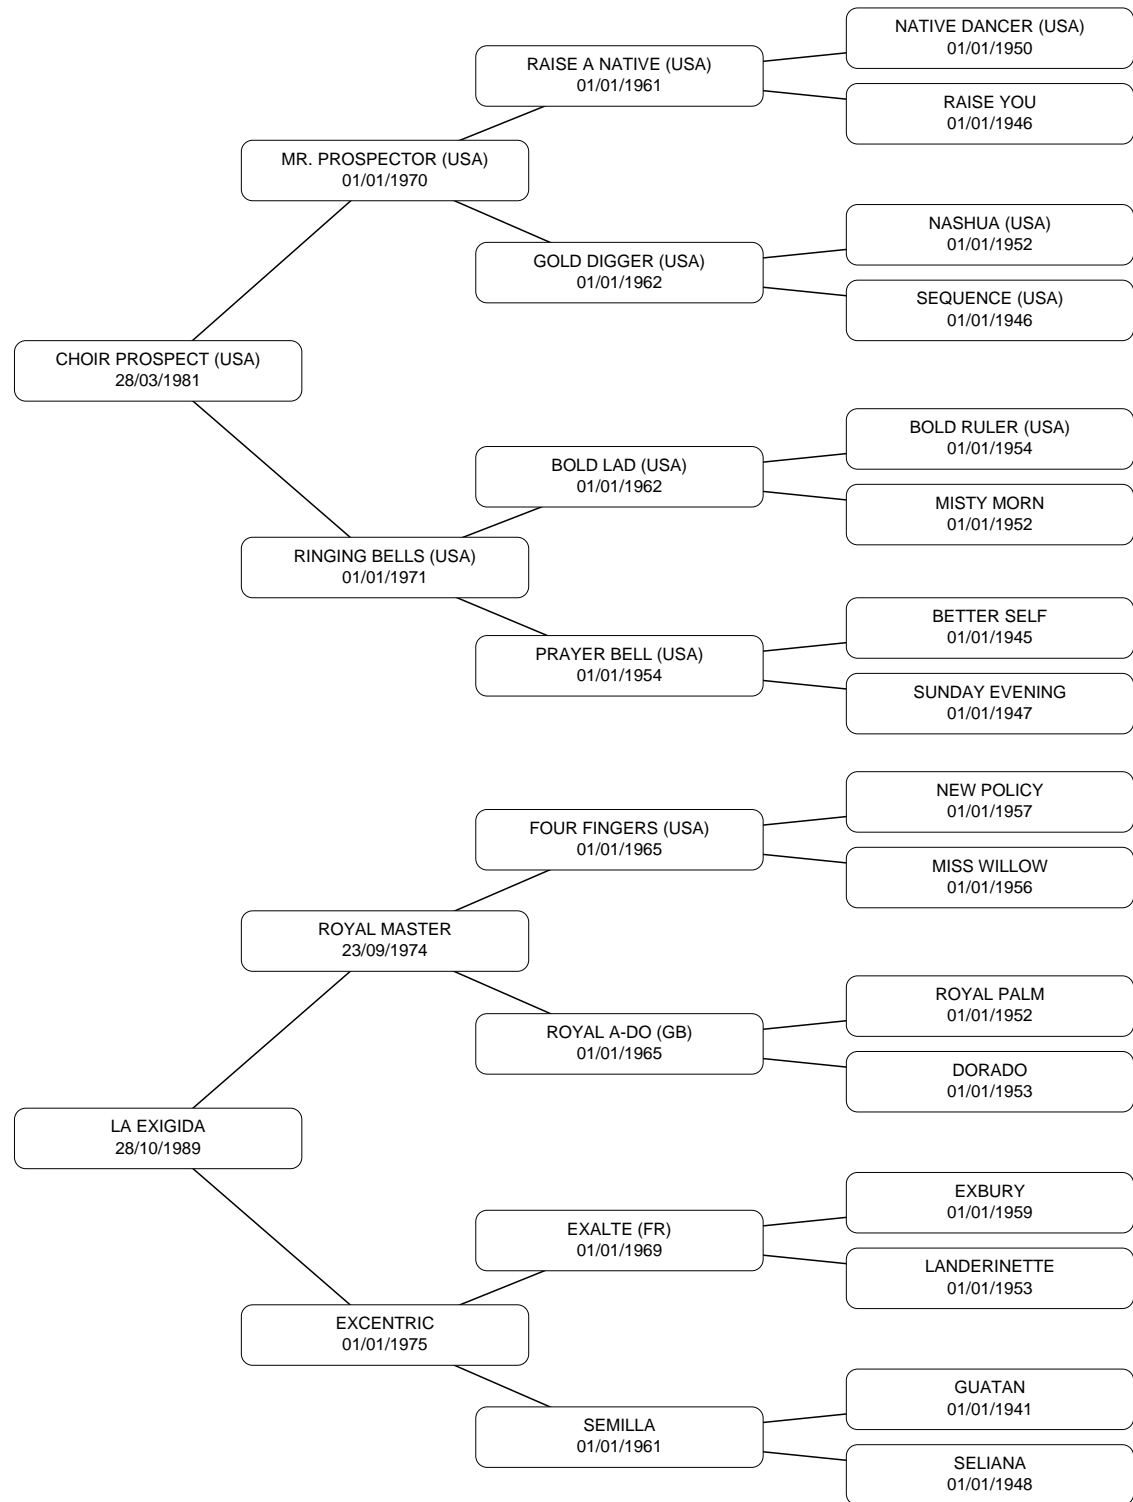 NATIVE DANCER (USA)
01/01/1950
RAISE A NATIVE (USA)
01/01/1961
RAISE YOU
01/01/1946
MR. PROSPECTOR (USA)
01/01/1970
NASHUA (USA)
01/01/1952
GOLD DIGGER (USA)
01/01/1962
SEQUENCE (USA)
01/01/1946
CHOIR PROSPECT (USA)
28/03/1981
BOLD RULER (USA)
01/01/1954
BOLD LAD (USA)
01/01/1962
MISTY MORN
01/01/1952
RINGING BELLS (USA)
01/01/1971
BETTER SELF
01/01/1945
PRAYER BELL (USA)
01/01/1954
SUNDAY EVENING
01/01/1947
NEW POLICY
01/01/1957
FOUR FINGERS (USA)
01/01/1965
MISS WILLOW
01/01/1956
ROYAL MASTER
23/09/1974
ROYAL PALM
01/01/1952
ROYAL A-DO (GB)
01/01/1965
DORADO
01/01/1953
LA EXIGIDA
28/10/1989
EXBURY
01/01/1959
EXALTE (FR)
01/01/1969
LANDERINETTE
01/01/1953
EXCENTRIC
01/01/1975
GUATAN
01/01/1941
SEMILLA
01/01/1961
SELIANA
01/01/1948